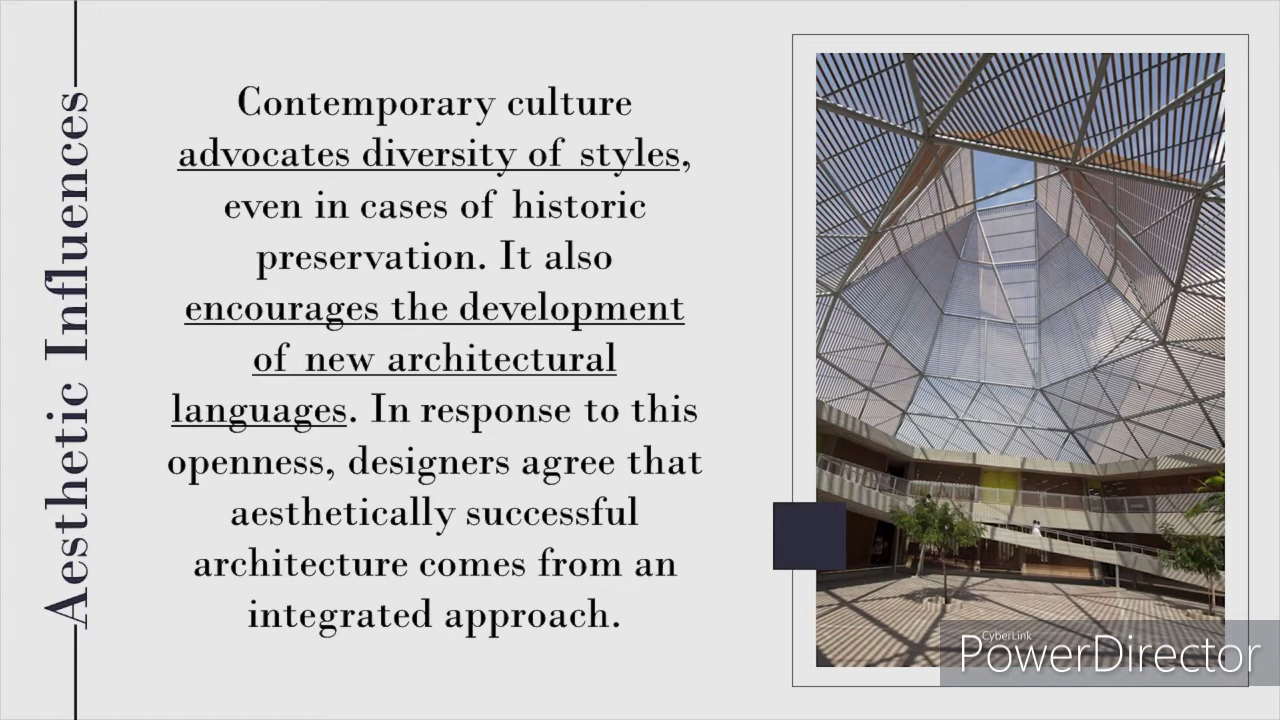 Aesthetic Influences
Contemporary culture
advocates diversity of styles,
even in cases of historic
preservation. It also
encourages the development
of new architectural
languages. In response to this
openness, designers agree that
aesthetically successful
architecture comes from an
integrated approach.
CyberLink
PowerDirector